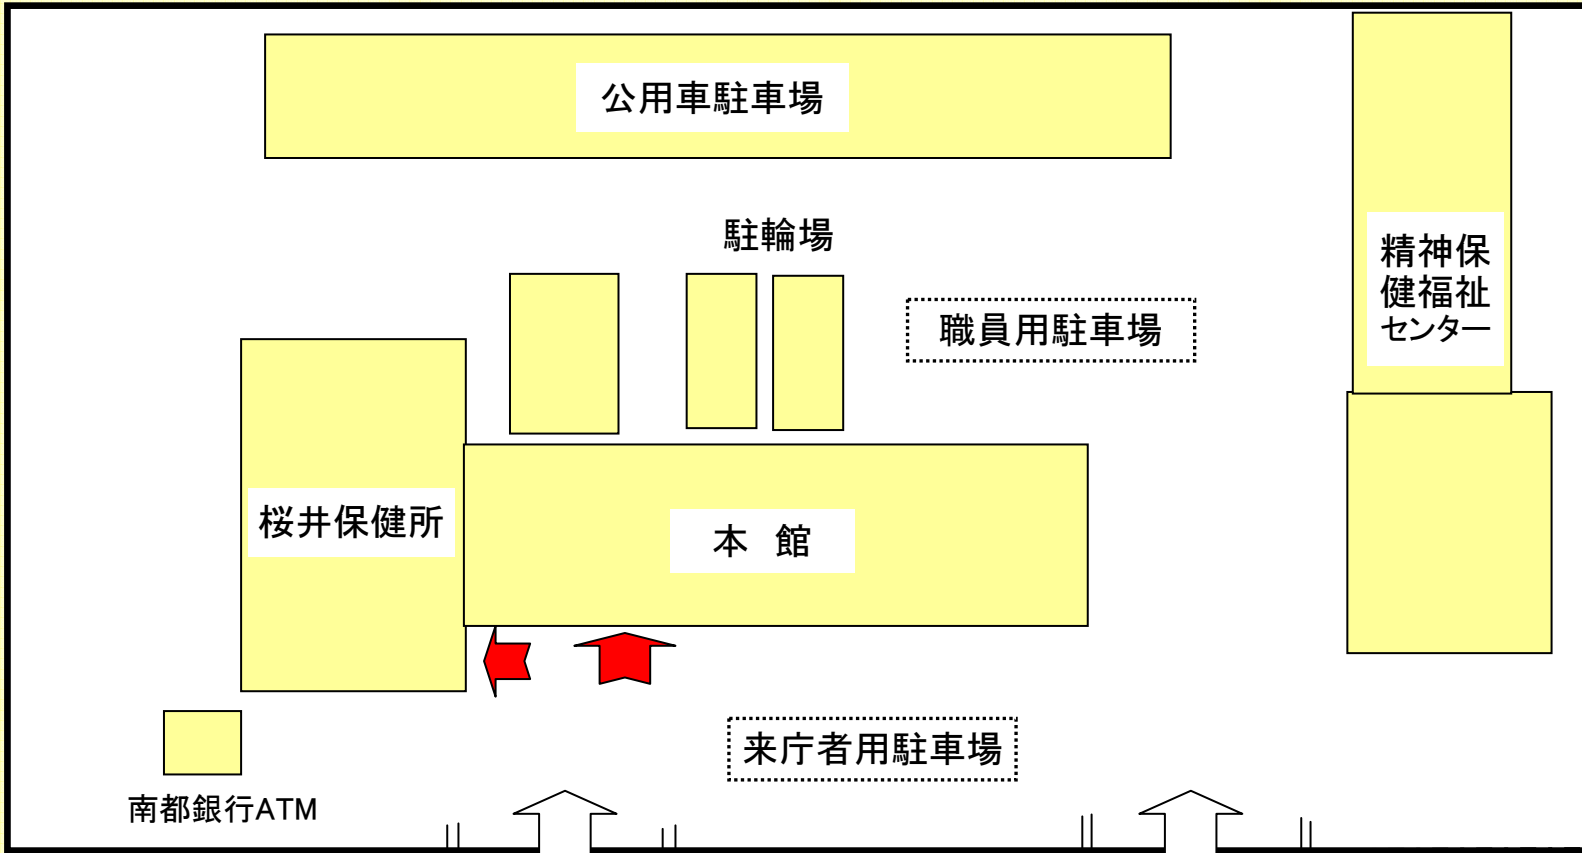 公用車駐車場
駐輪場
精神保
健福祉
センター
職員用駐車場
桜井保健所
本 館
来庁者用駐車場
南都銀行ATM